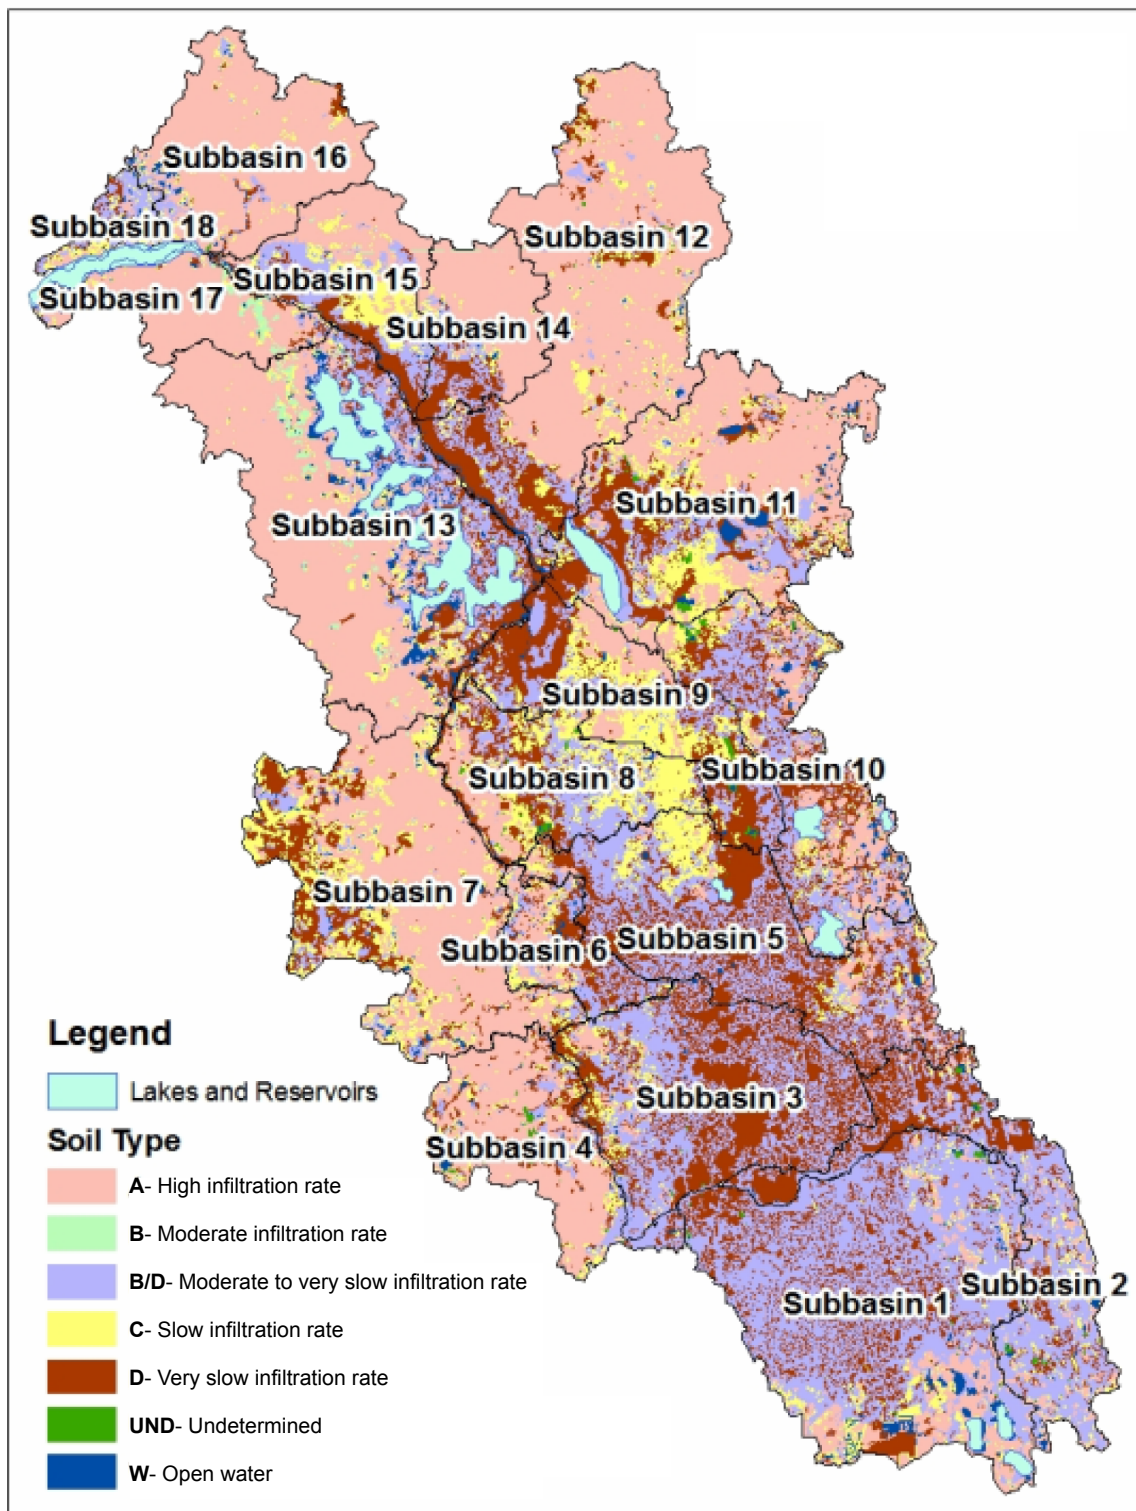 Subbasin 16
Subbasin 18
Subbasin 12
Subbasin 15
Subbasin 17
Subbasin 14
Subbasin 11
Subbasin 13
Subbasin 9
Subbasin 10
Subbasin 8
Subbasin 7
Subbasin 5
Subbasin 6
Subbasin 3
Subbasin 4
Subbasin 2
Subbasin 1
Legend
Lakes and Reservoirs
Soil Type
A- High infiltration rate
B- Moderate infiltration rate
B/D- Moderate to very slow infiltration rate
C- Slow infiltration rate
D- Very slow infiltration rate
UND- Undetermined
W- Open water